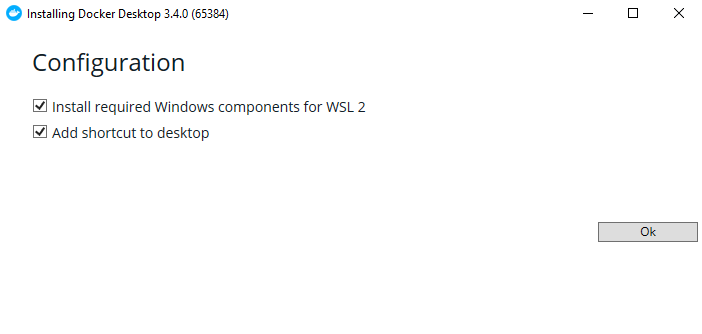 Installing Docker Desktop 3.4.0 (65384)
Configuration
Install required Windows components for WSL 2
Add shortcut to desktop
Ok